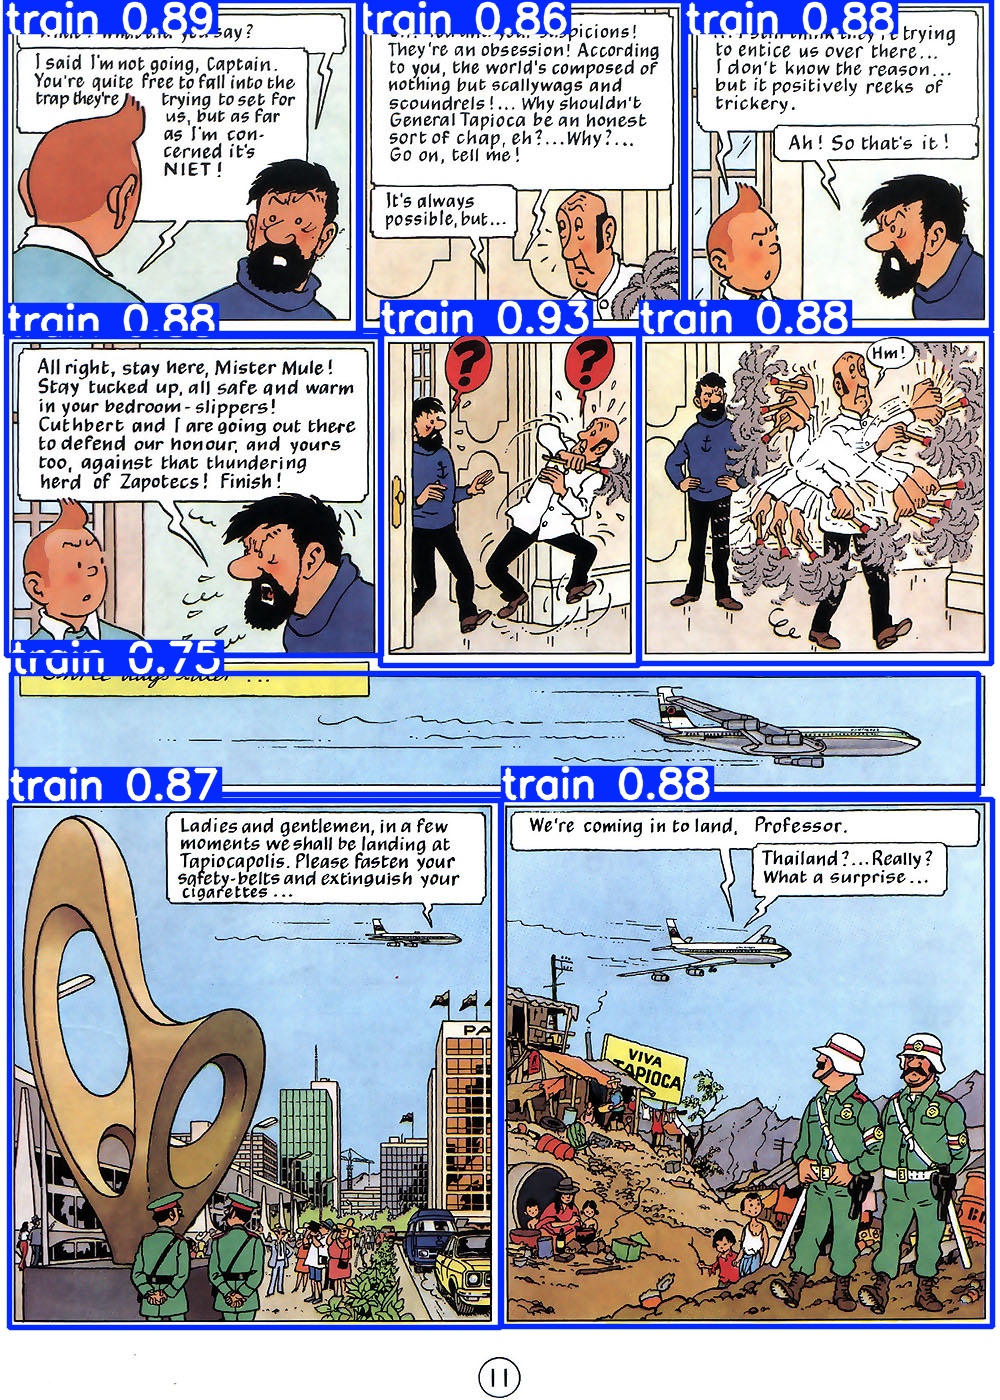 train 0.89
you say?
I said I'm not going, Captain.
You're quite free to fall into the
trap they're trying to set for
us, but as far
as I'm con-
cerned it's
NIET!
train 0.86
They're an obsession! According
to you, the world's composed of
nothing but scallywags and
scoundrels!... Why shouldn't
General Tapioca be an honest
sort of chap, eh?...Why?...
Go on, tell me!
It's always
possible, but...
train 0.88
trying
to entice us over there...
I don't know the reason...
but it positively reeks of
trickery.
Ah! So that's it!
train 0.88
All right, stay here, Mister Mule!
Stay tucked up, all safe and warm
in your bedroom-slippers!
Cuthbert and I are going out there
to defend our honour, and yours
too, against that thundering
herd of Zapotecs! Finish!
train 0.93
?
?
train 0.88
Hm!
train 0.75
train 0.87
Ladies and gentlemen, in a few
moments we shall be landing at
Tapiocapolis. Please fasten your
safety-belts and extinguish your
cigarettes...
PA
train 0.88
We're coming in to land, Professor.
Thailand?...Really?
What a surprise...
VIVA
TAPIOCA
11